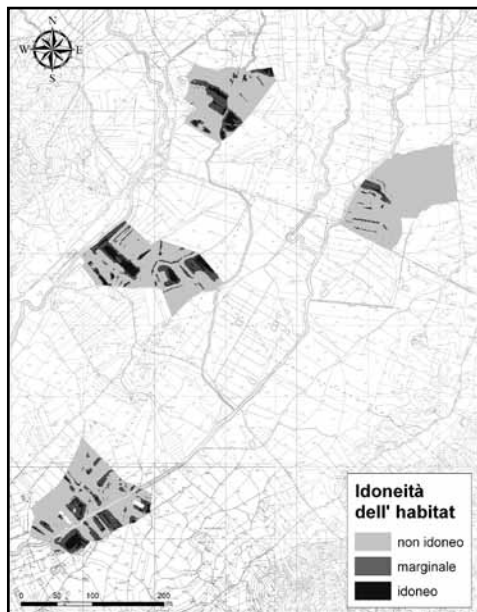 N
W E
S
Idoneità
dell' habitat
non idoneo
marginale
idoneo
0 50 100 200